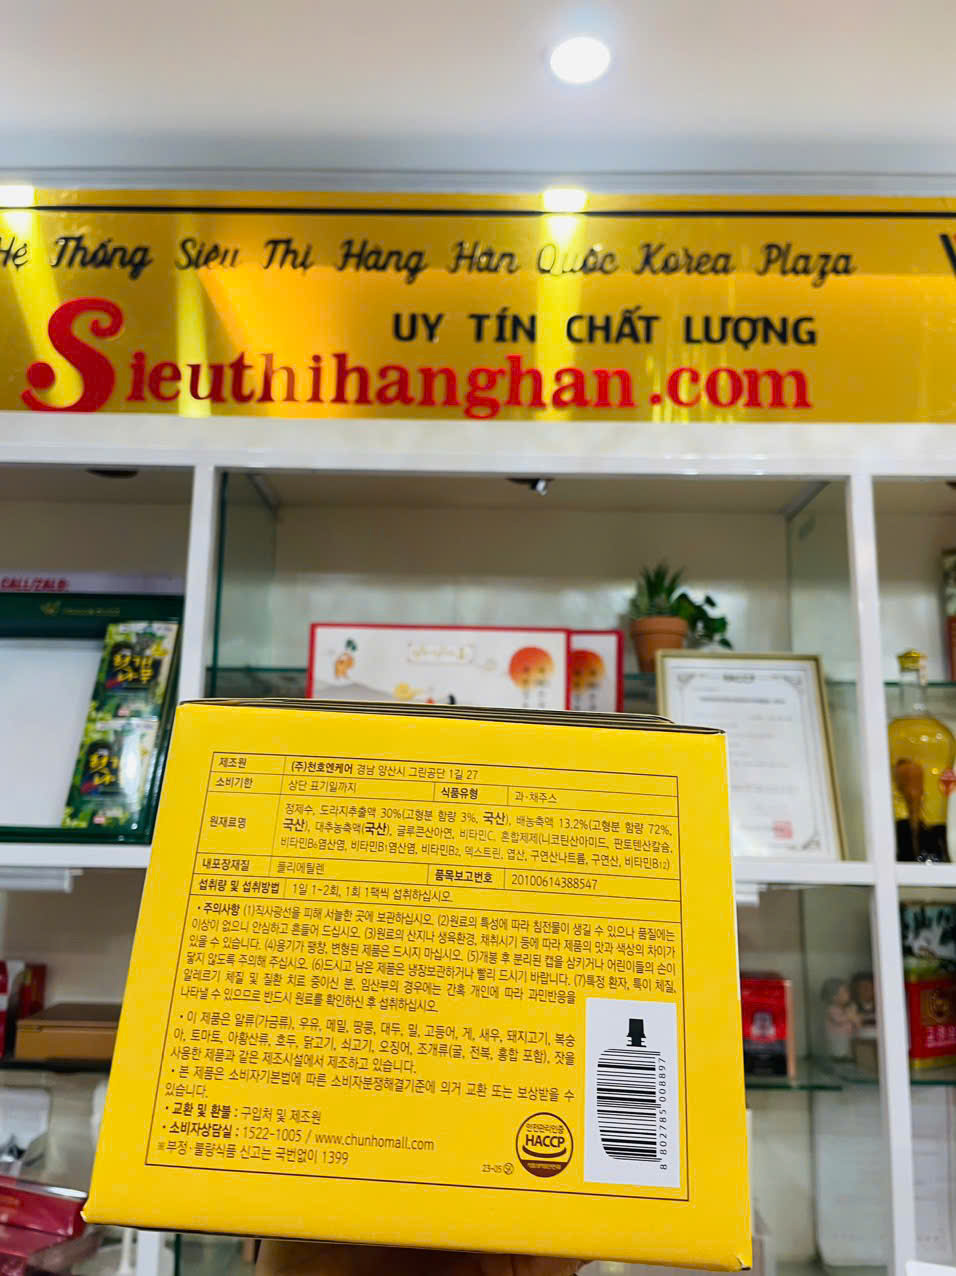 Hệ Thống Siêu Thị Hàng Hàn Quốc Korea Plaza
UY TÍN CHẤT LƯỢNG
Sieuthihanghan.com
CALL/ZALO:
HACCP
제조원 (주)천호엔케어 경남 양산시 그린공단 1길 27
소비기한 상단 표기일까지 식품유형 과·채주스
원재료명 정제수, 도라지추출액 30%(고형분 함량 3%, 국산), 배농축액 13.2%(고형분 함량 72%,
국산), 대추농축액(국산), 글루콘산아연, 비타민C, 혼합제제(니코틴산아미드, 판토텐산칼슘,
비타민B6염산염, 비타민B1염산염, 비타민B2, 덱스트린, 엽산, 구연산나트륨, 구연산, 비타민B12)
내포장재질 폴리에틸렌 품목보고번호 20100614388547
섭취량 및 섭취방법 1일 1~2회, 1회 1팩씩 섭취하십시오.
• 주의사항 (1)직사광선을 피해 서늘한 곳에 보관하십시오. (2)원료의 특성에 따라 침전물이 생길 수 있으나 품질에는
이상이 없으니 안심하고 흔들어 드십시오. (3)원료의 산지나 생육환경, 채취시기 등에 따라 제품의 맛과 색상의 차이가
있을 수 있습니다. (4)용기가 팽창, 변형된 제품은 드시지 마십시오. (5)개봉 후 분리된 캡을 삼키거나 어린이들의 손이
닿지 않도록 주의해 주십시오. (6)드시고 남은 제품은 냉장보관하거나 빨리 드시기 바랍니다. (7)특정 환자, 특이 체질,
알레르기 체질 및 질환 치료 중이신 분, 임산부의 경우에는 간혹 개인에 따라 과민반응을
나타낼 수 있으므로 반드시 원료를 확인하신 후 섭취하십시오.
• 이 제품은 알류(가금류), 우유, 메밀, 땅콩, 대두, 밀, 고등어, 게, 새우, 돼지고기, 복숭
아, 토마토, 아황산류, 호두, 닭고기, 쇠고기, 오징어, 조개류(굴, 전복, 홍합 포함), 잣을
사용한 제품과 같은 제조시설에서 제조하고 있습니다.
• 본 제품은 소비자기본법에 따른 소비자분쟁해결기준에 의거 교환 또는 보상받을 수
있습니다.
• 교환 및 환불 : 구입처 및 제조원
• 소비자상담실 : 1522-1005 / www.chunhomall.com
※부정·불량식품 신고는 국번없이 1399
23-05
안전관리인증
HACCP
8 802785 008897